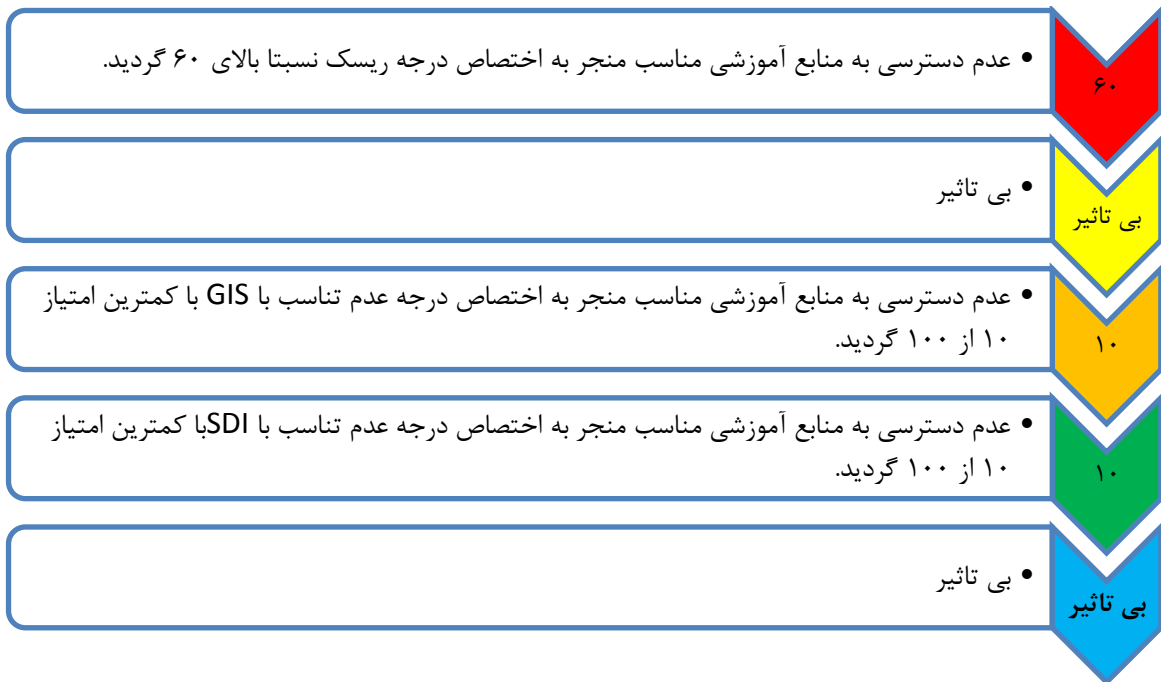 ۶۰
• عدم دسترسی به منابع آموزشی مناسب منجر به اختصاص درجه ریسک نسبتا بالای ۶۰ گردید.
بی تاثیر
• بی تاثیر
۱۰
• عدم دسترسی به منابع آموزشی مناسب منجر به اختصاص درجه عدم تناسب با GIS با کمترین امتیاز
۱۰ از ۱۰۰ گردید.
۱۰
• عدم دسترسی به منابع آموزشی مناسب منجر به اختصاص درجه عدم تناسب با SDIبا کمترین امتیاز
۱۰ از ۱۰۰ گردید.
بی تاثیر
• بی تاثیر